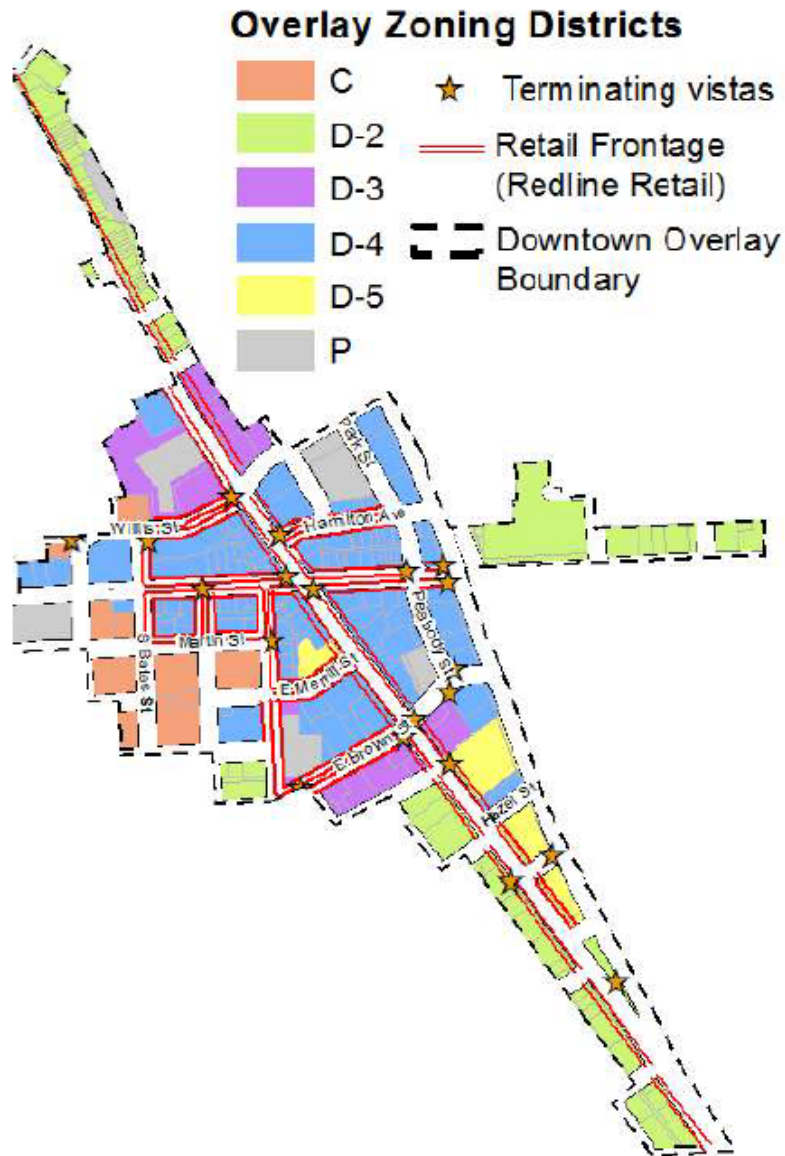 Overlay Zoning Districts
C
D-2
D-3
D-4
D-5
P
Terminating vistas
Retail Frontage
(Redline Retail)
Downtown Overlay
Boundary
Park St
Willis St
Hamilton Ave
Peabody St
Martin St
S Bates St
E Merrill St
E Brown St
Hazel St